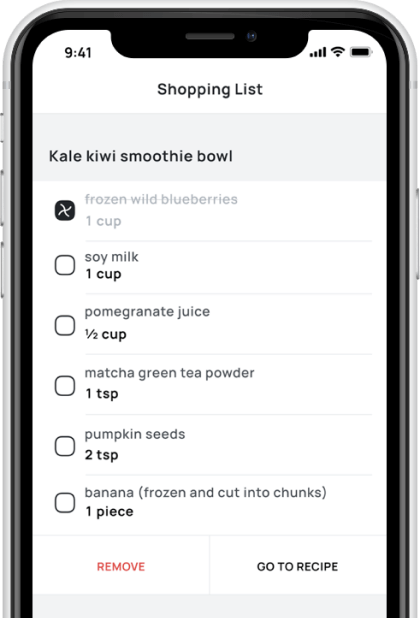 9:41
Shopping List
Kale kiwi smoothie bowl
frozen wild blueberries
1 cup
soy milk
1 cup
pomegranate juice
½ cup
matcha green tea powder
1 tsp
pumpkin seeds
2 tsp
banana (frozen and cut into chunks)
1 piece
REMOVE
GO TO RECIPE